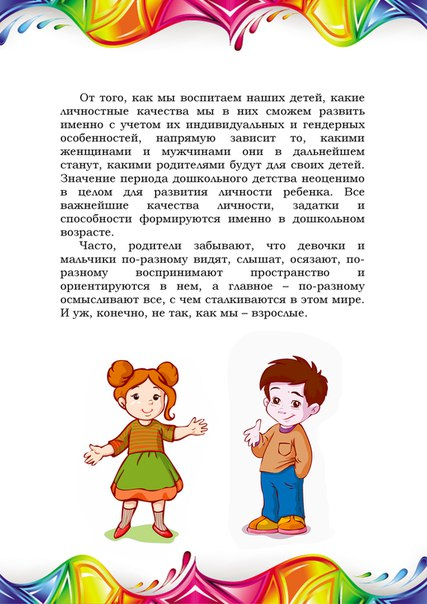 От того, как мы воспитаем наших детей, какие
личностные качества мы в них сможем развить
именно с учетом их индивидуальных и гендерных
особенностей, напрямую зависит то, какими
женщинами и мужчинами они в дальнейшем
станут, какими родителями будут для своих детей.
Значение периода дошкольного детства неоценимо
в целом для развития личности ребенка. Все
важнейшие качества личности, задатки и
способности формируются именно в дошкольном
возрасте.
Часто, родители забывают, что девочки и
мальчики по-разному видят, слышат, осязают, по-
разному воспринимают пространство и
ориентируются в нем, а главное – по-разному
осмысливают все, с чем сталкиваются в этом мире.
И уж, конечно, не так, как мы – взрослые.